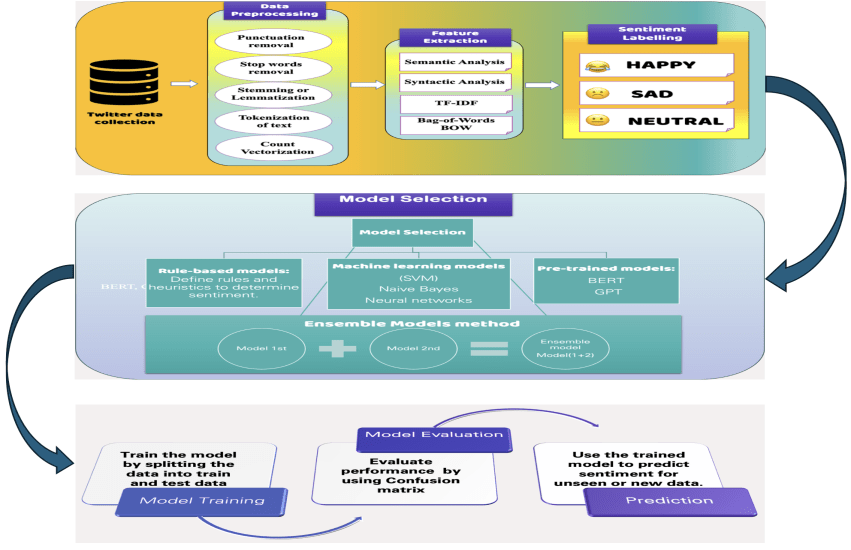 Data
Preprocessing
Punctuation
removal
Stop words
removal
Stemming or
Lemmatization
Tokenization
of text
Count
Vectorization
Twitter data
collection
Feature
Extraction
Semantic Analysis
Syntactic Analysis
TF-IDF
Bag-of-Words
BOW
Sentiment
Labelling
HAPPY
SAD
NEUTRAL
Model Selection
Model Selection
Rule-based models:
Define rules and
heuristics to determine
sentiment.
BERT,
Machine learning models
(SVM)
Naive Bayes
Neural networks
Pre-trained models:
BERT
GPT
Ensemble Models method
Model 1st
Model 2nd
Ensemble
model
Model(1+2)
Train the model
by splitting the
data into train
and test data
Model Training
Model Evaluation
Evaluate
performance by
using Confusion
matrix
Use the trained
model to predict
sentiment for
unseen or new data.
Prediction